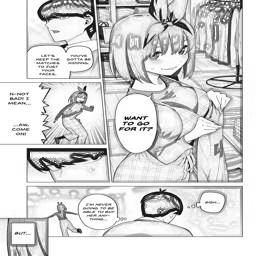 WANT TO
GO
FOR IT?
YOU'VE
GOTTA BE
KIDDING.
LET'S
KEEP THE
MATCHES
TO JUST
YOUR
FACES.
N-NOT
BAD! I
MEAN...
...AW,
COME
ON!
SIGH...
I'M NEVER
GOING TO BE
ABLE TO BUY
HER ANY-
THING...
BUT...